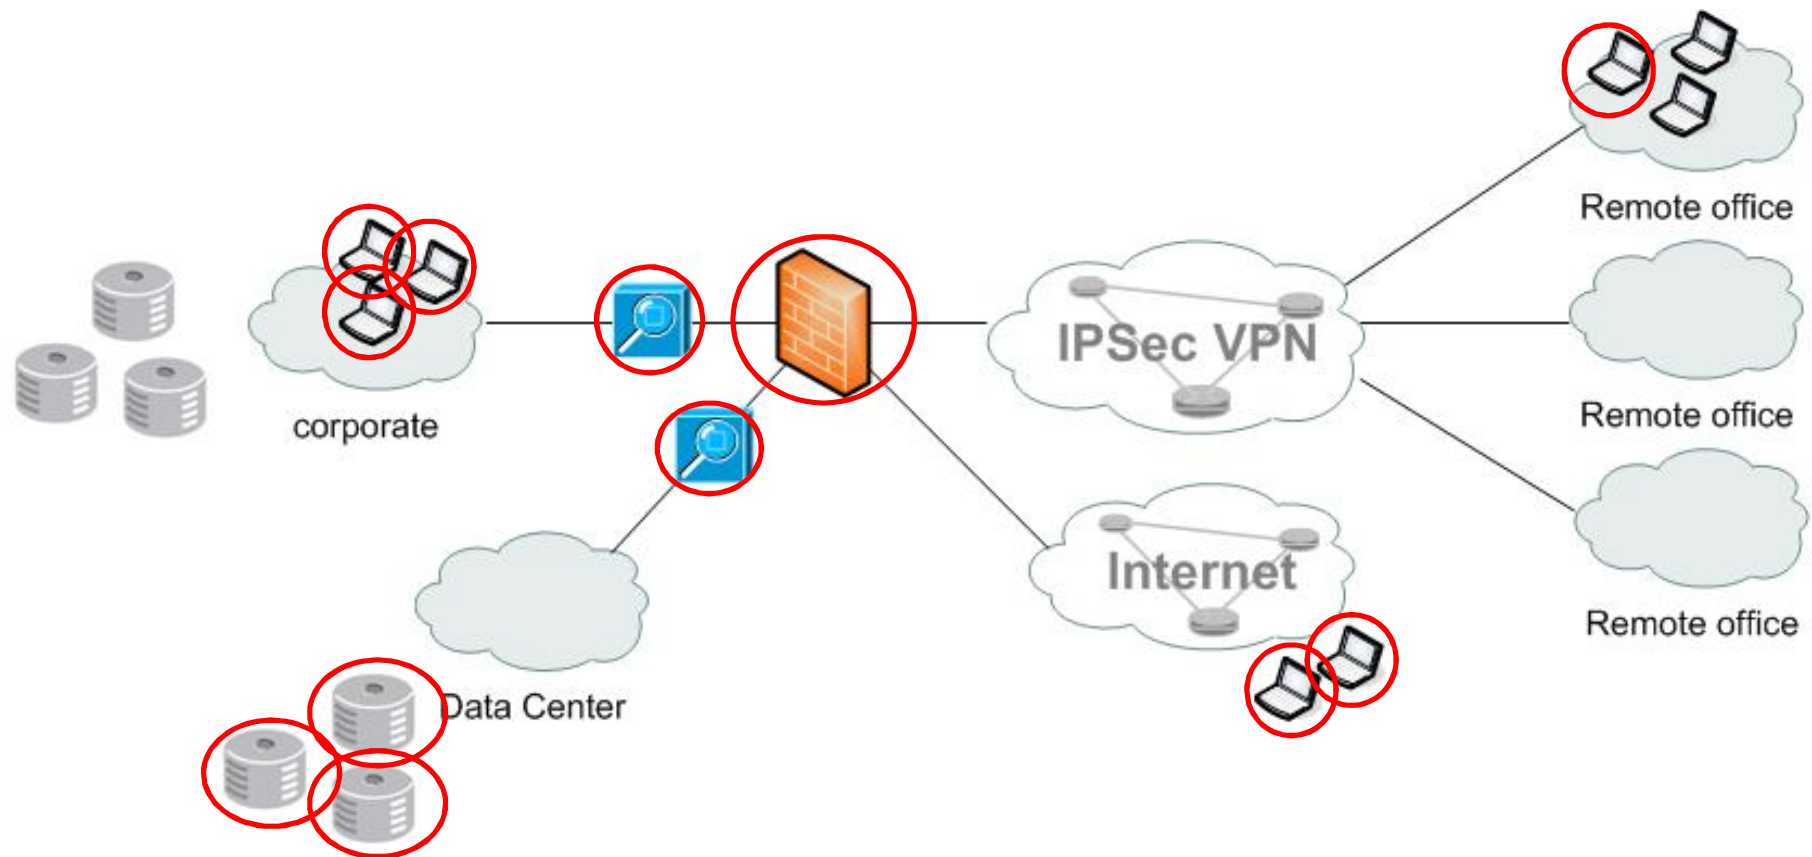 Remote office
IPSec VPN
corporate
Remote office
Internet
Remote office
Data Center